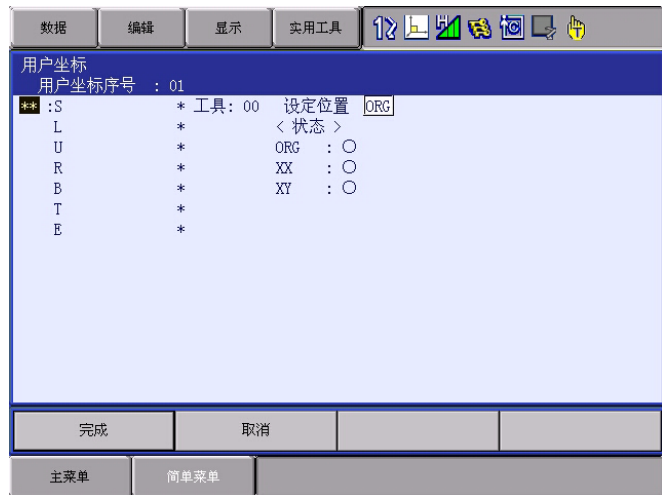 数据 编辑 显示 实用工具
用户坐标
用户坐标序号 : 01
** :S * 工具: 00 设定位置 ORG
L * < 状态 >
U * ORG : ○
R * XX : ○
B * XY : ○
T *
E *
完成 取消
主菜单 简单菜单